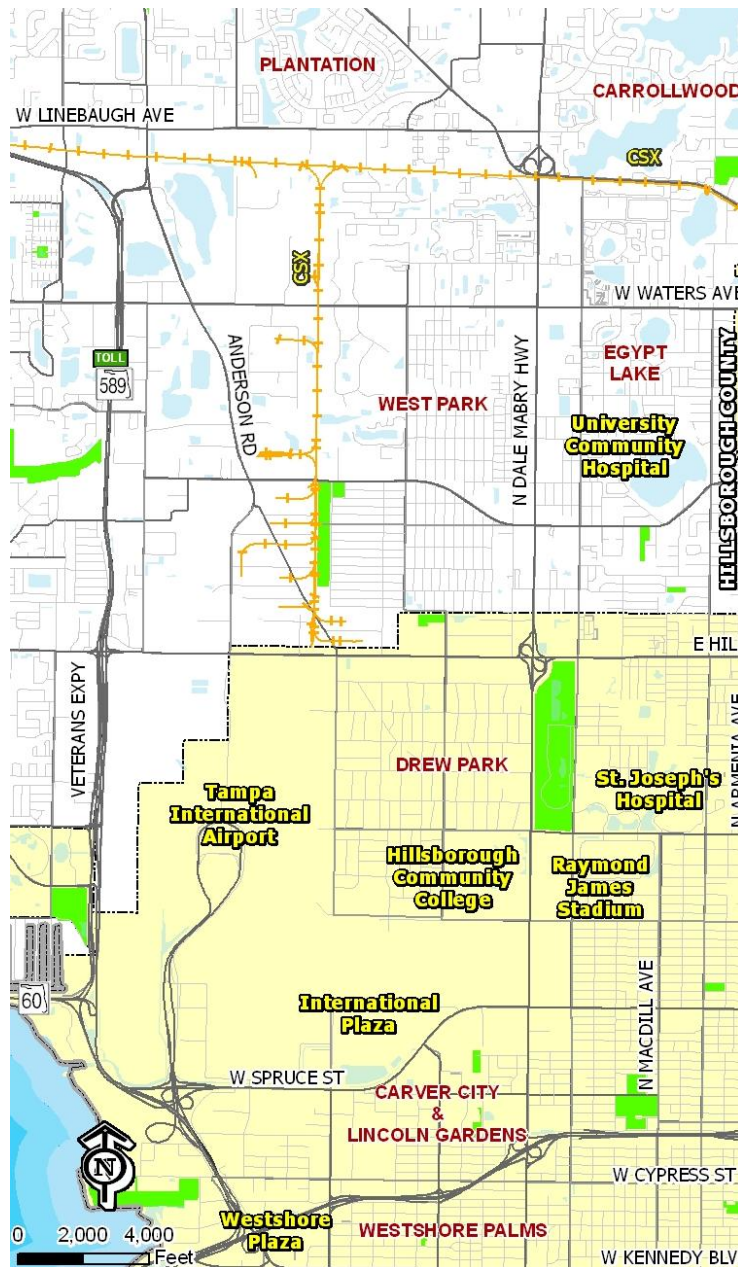 PLANTATION
CARROLLWOOD
W LINEBAUGH AVE
CSX
CSX
W WATERS AVE
ANDERSON RD
N DALE MABRY HWY
HILLSBOROUGH COUNTY
TOLL
589
EGYPT
LAKE
WEST PARK
University
Community
Hospital
E HIL
VETERANS EXPY
N ARMENIA AVE
DREW PARK
St. Joseph's
Hospital
Tampa
International
Airport
Hillsborough
Community
College
Raymond
James
Stadium
60
International
Plaza
N MACDILL AVE
W SPRUCE ST
CARVER CITY
&
LINCOLN GARDENS
N
W CYPRESS ST
Westshore
Plaza
WESTSHORE PALMS
0 2,000 4,000
Feet
W KENNEDY BLV